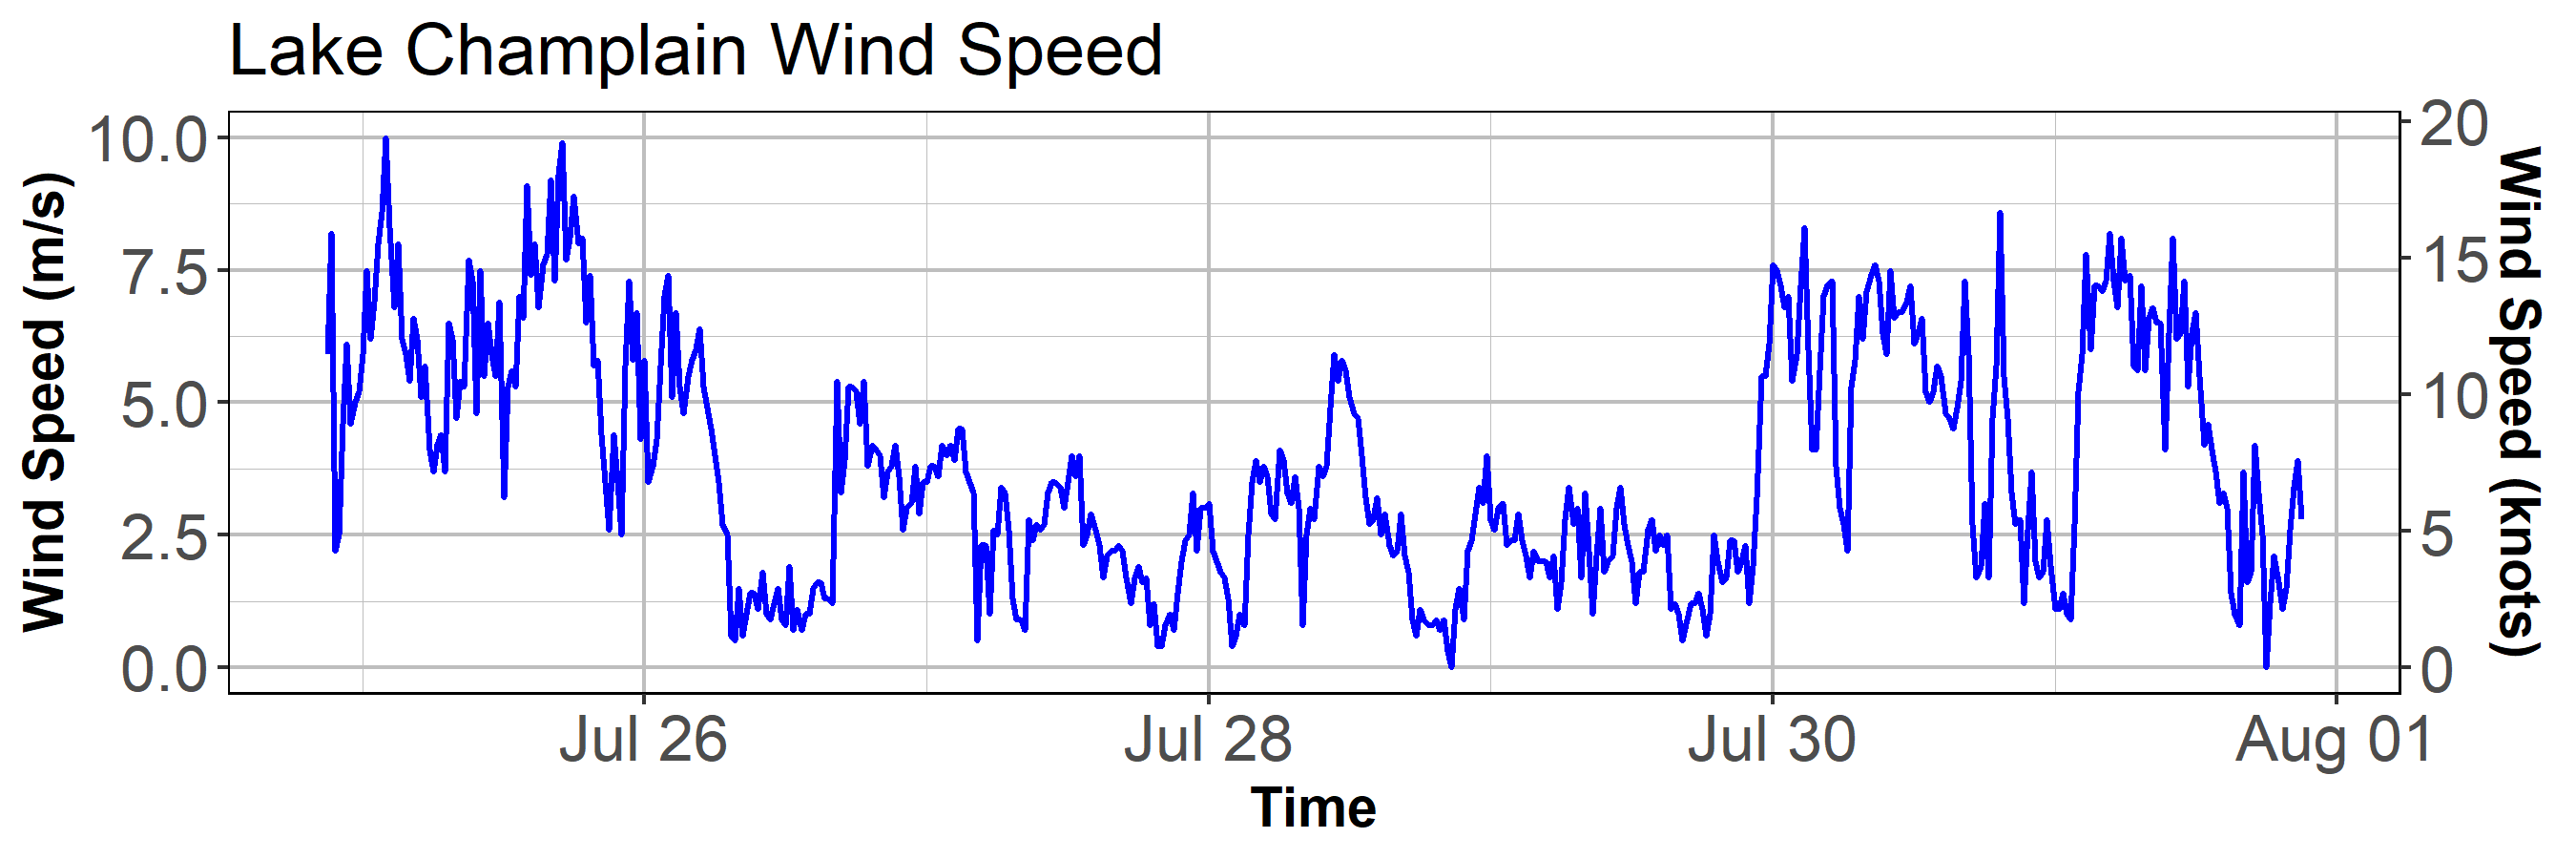 Lake Champlain Wind Speed
10.0
7.5
5.0
2.5
0.0
Wind Speed (m/s)
20
15
10
5
0
Wind Speed (knots)
Jul 26 Jul 28 Jul 30 Aug 01
Time